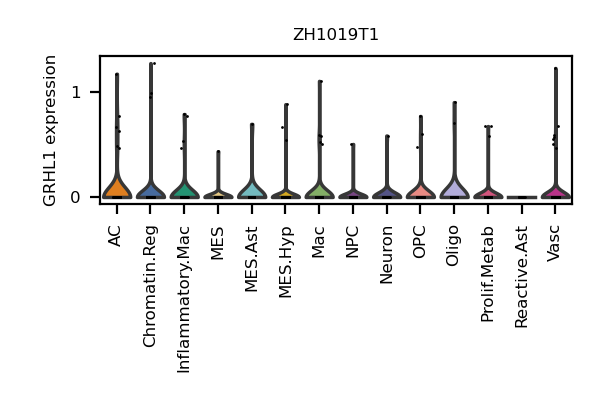 ZH1019T1
GRHL1 expression
1
0
AC
Chromatin.Reg
Inflammatory.Mac
MES
MES.Ast
MES.Hyp
Mac
NPC
Neuron
OPC
Oligo
Prolif.Metab
Reactive.Ast
Vasc